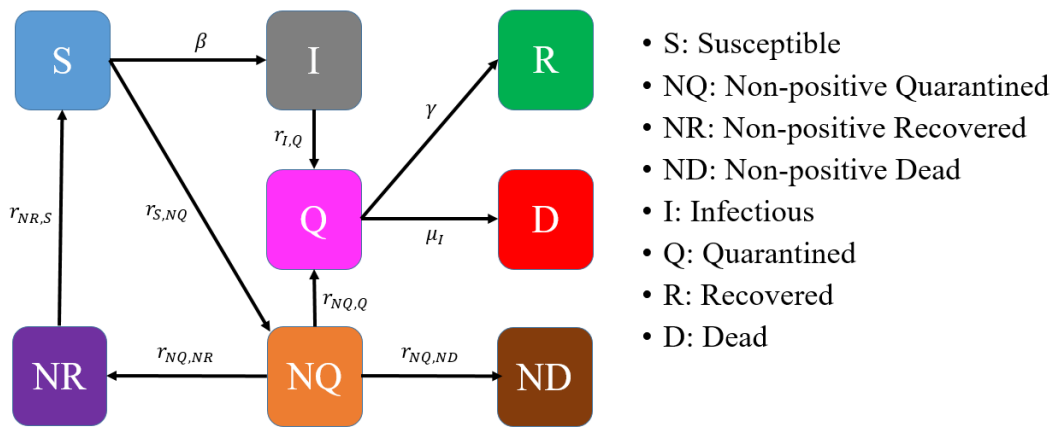 S
β
I
R
r_{I,Q}
γ
r_{NR,S}
r_{S,NQ}
Q
μ_I
D
r_{NQ,Q}
NR
r_{NQ,NR}
NQ
r_{NQ,ND}
ND
• S: Susceptible
• NQ: Non-positive Quarantined
• NR: Non-positive Recovered
• ND: Non-positive Dead
• I: Infectious
• Q: Quarantined
• R: Recovered
• D: Dead